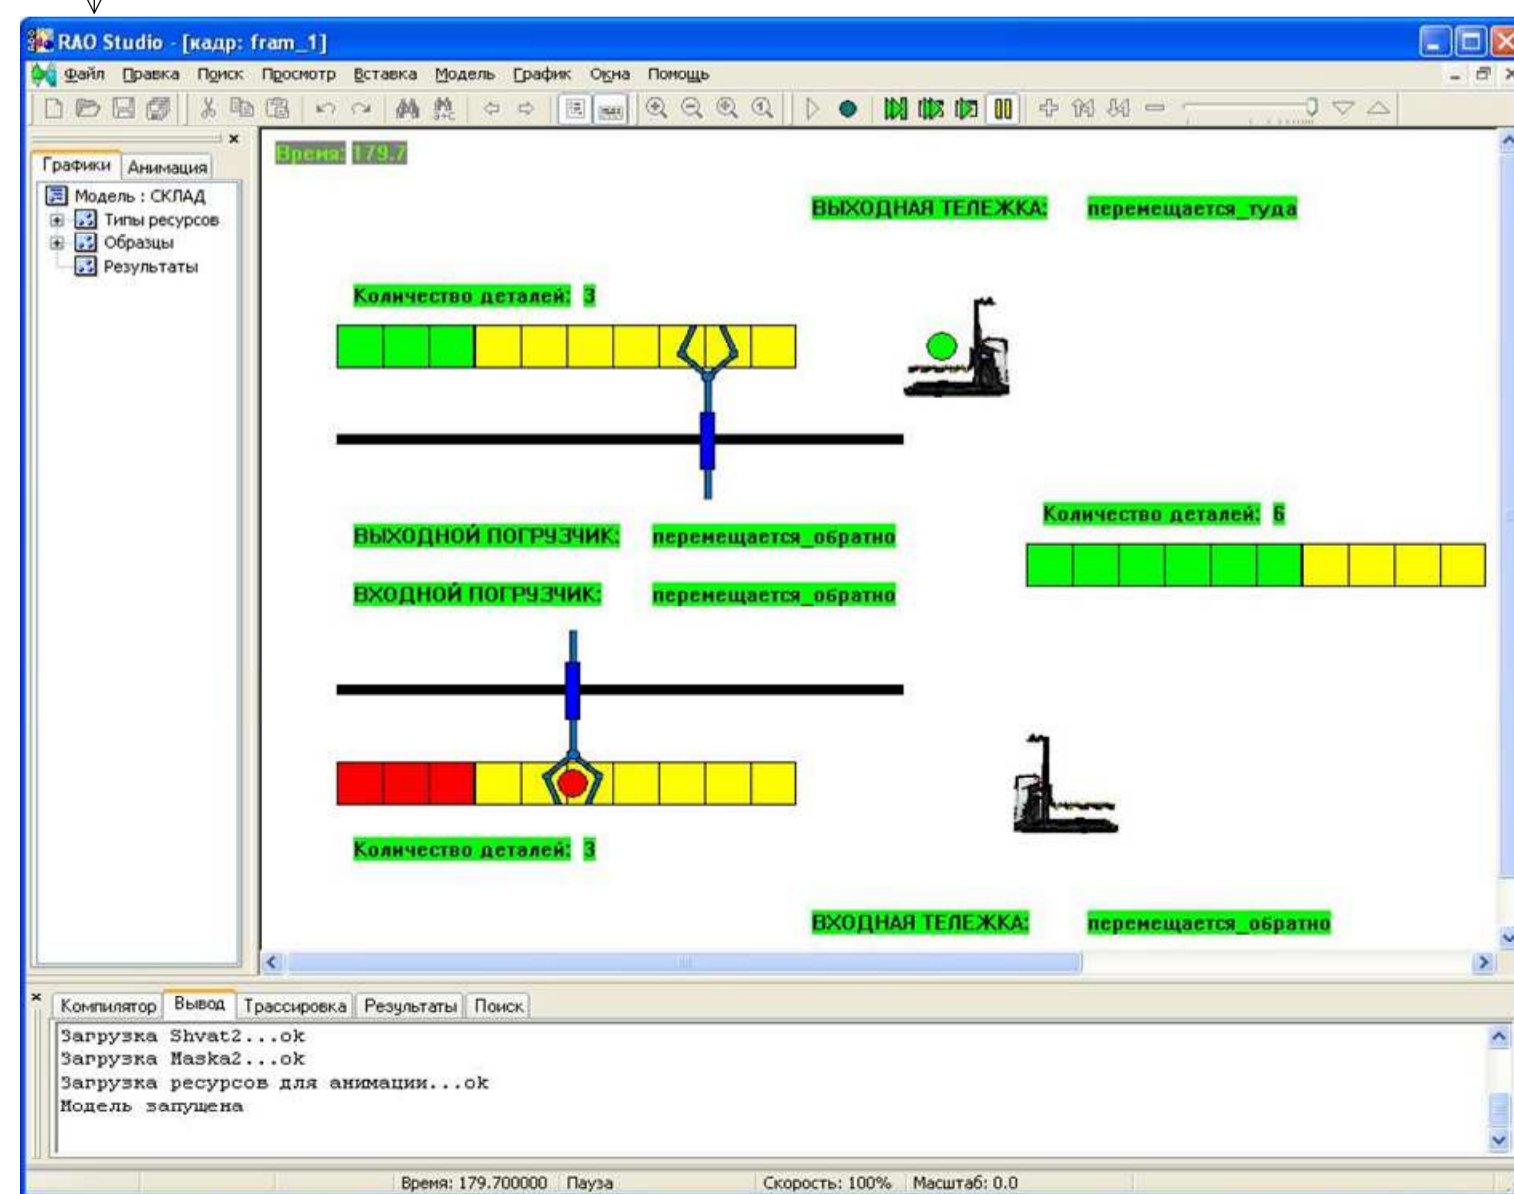 RAO Studio - [кадр: fram_1]
Файл Правка Поиск Просмотр Вставка Модель График Окна Помощь
Графики Анимация
Модель : СКЛАД
Типы ресурсов
Образцы
Результаты
Время: 179.7
ВЫХОДНАЯ ТЕЛЕЖКА: перемещается_туда
Количество деталей: 3
Количество деталей: 6
ВЫХОДНОЙ ПОГРУЗЧИК: перемещается_обратно
ВХОДНОЙ ПОГРУЗЧИК: перемещается_обратно
Количество деталей: 3
ВХОДНАЯ ТЕЛЕЖКА: перемещается_обратно
Компилятор Вывод Трассировка Результаты Поиск
Загрузка Shvat2...ok
Загрузка Maska2...ok
Загрузка ресурсов для анимации...ok
Модель запущена
Время: 179.700000 Пауза Скорость: 100% Масштаб: 0.0